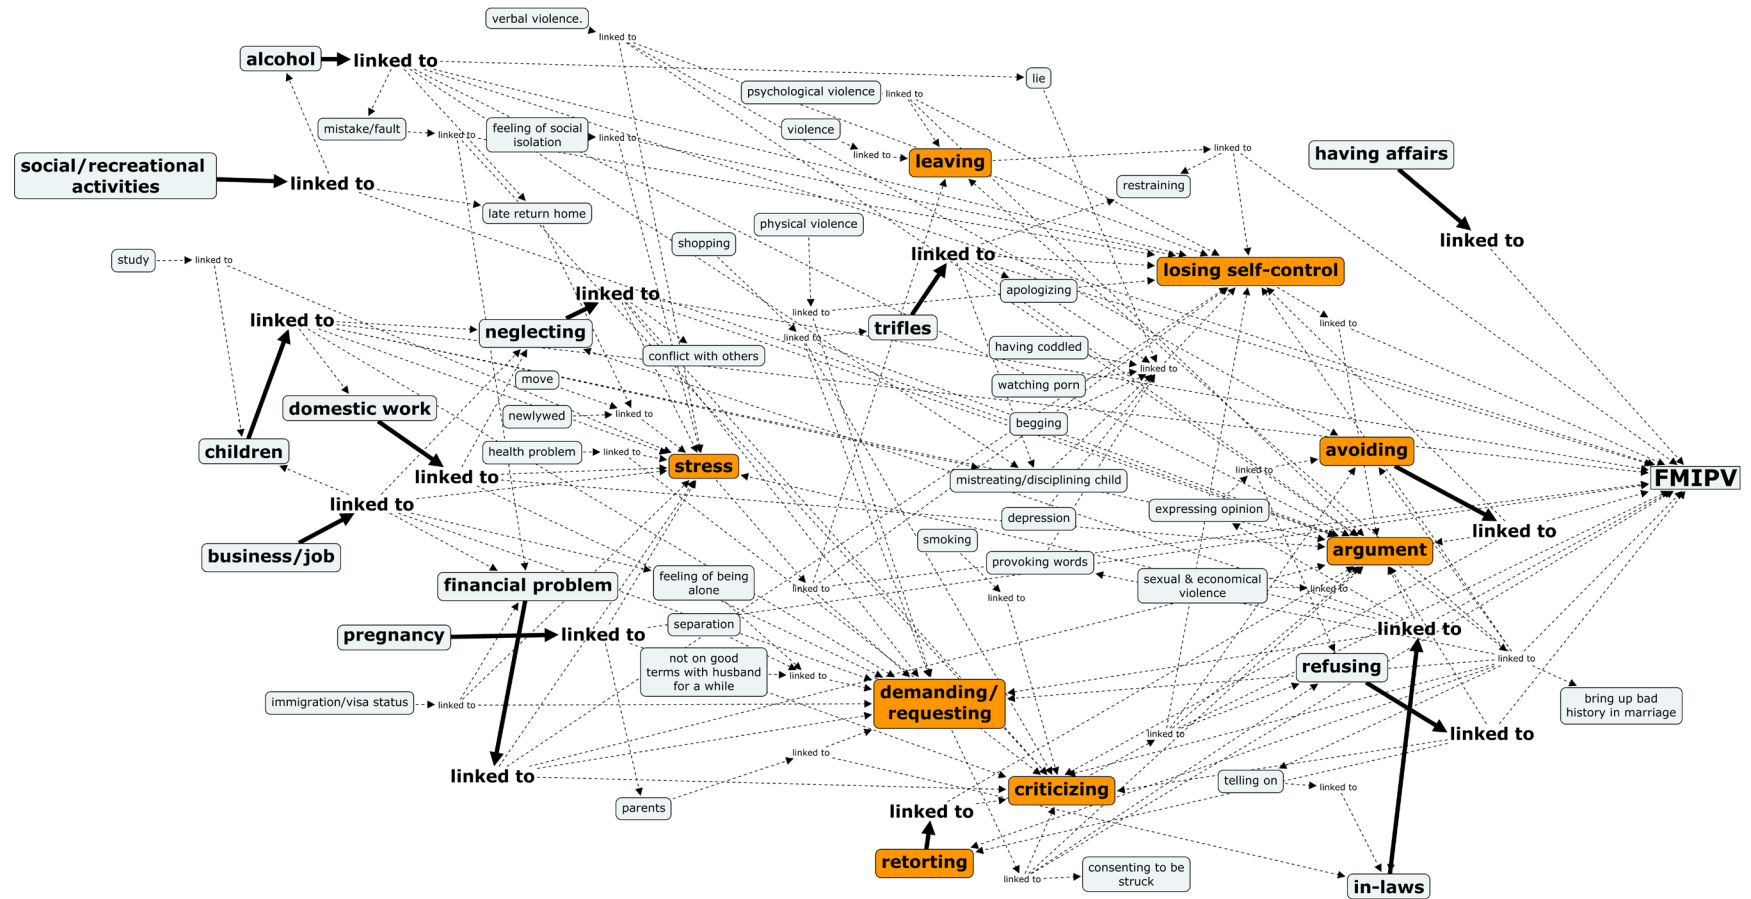 verbal violence.
linked to
alcohol
linked to
lie
psychological violence
linked to
mistake/fault
linked to
feeling of social
isolation
linked to
violence
linked to
leaving
linked to
having affairs
social/recreational
activities
linked to
restraining
late return home
physical violence
shopping
linked to
linked to
study
linked to
losing self-control
apologizing
linked to
linked to
linked to
neglecting
trifles
linked to
linked to
having coddled
conflict with others
linked to
move
watching porn
domestic work
newlywed
linked to
begging
children
health problem
linked to
stress
avoiding
linked to
linked to
mistreating/disciplining child
FMIPV
linked to
expressing opinion
depression
linked to
business/job
smoking
argument
provoking words
financial problem
feeling of being
alone
linked to
linked to
sexual & economical
violence
linked to
pregnancy
linked to
separation
linked to
not on good
terms with husband
for a while
linked to
refusing
linked to
immigration/visa status
linked to
demanding/
requesting
bring up bad
history in marriage
linked to
linked to
linked to
linked to
criticizing
telling on
linked to
parents
linked to
retorting
linked to
consenting to be
struck
in-laws